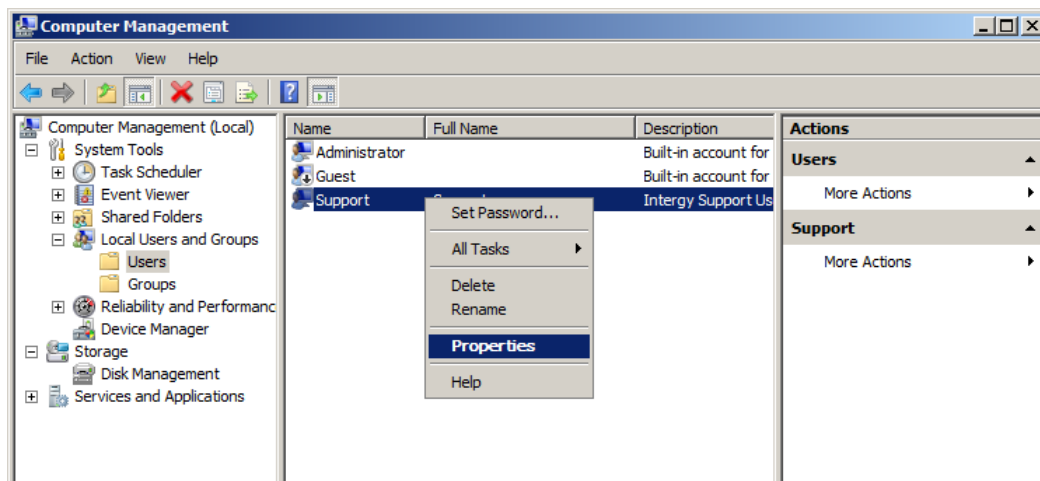 Computer Management
File Action View Help
Computer Management (Local)
System Tools
Task Scheduler
Event Viewer
Shared Folders
Local Users and Groups
Users
Groups
Reliability and Performanc
Device Manager
Storage
Disk Management
Services and Applications
Name Full Name Description
Administrator Built-in account for
Guest Built-in account for
Support Intergy Support Us
Set Password...
All Tasks
Delete
Rename
Properties
Help
Actions
Users
More Actions
Support
More Actions